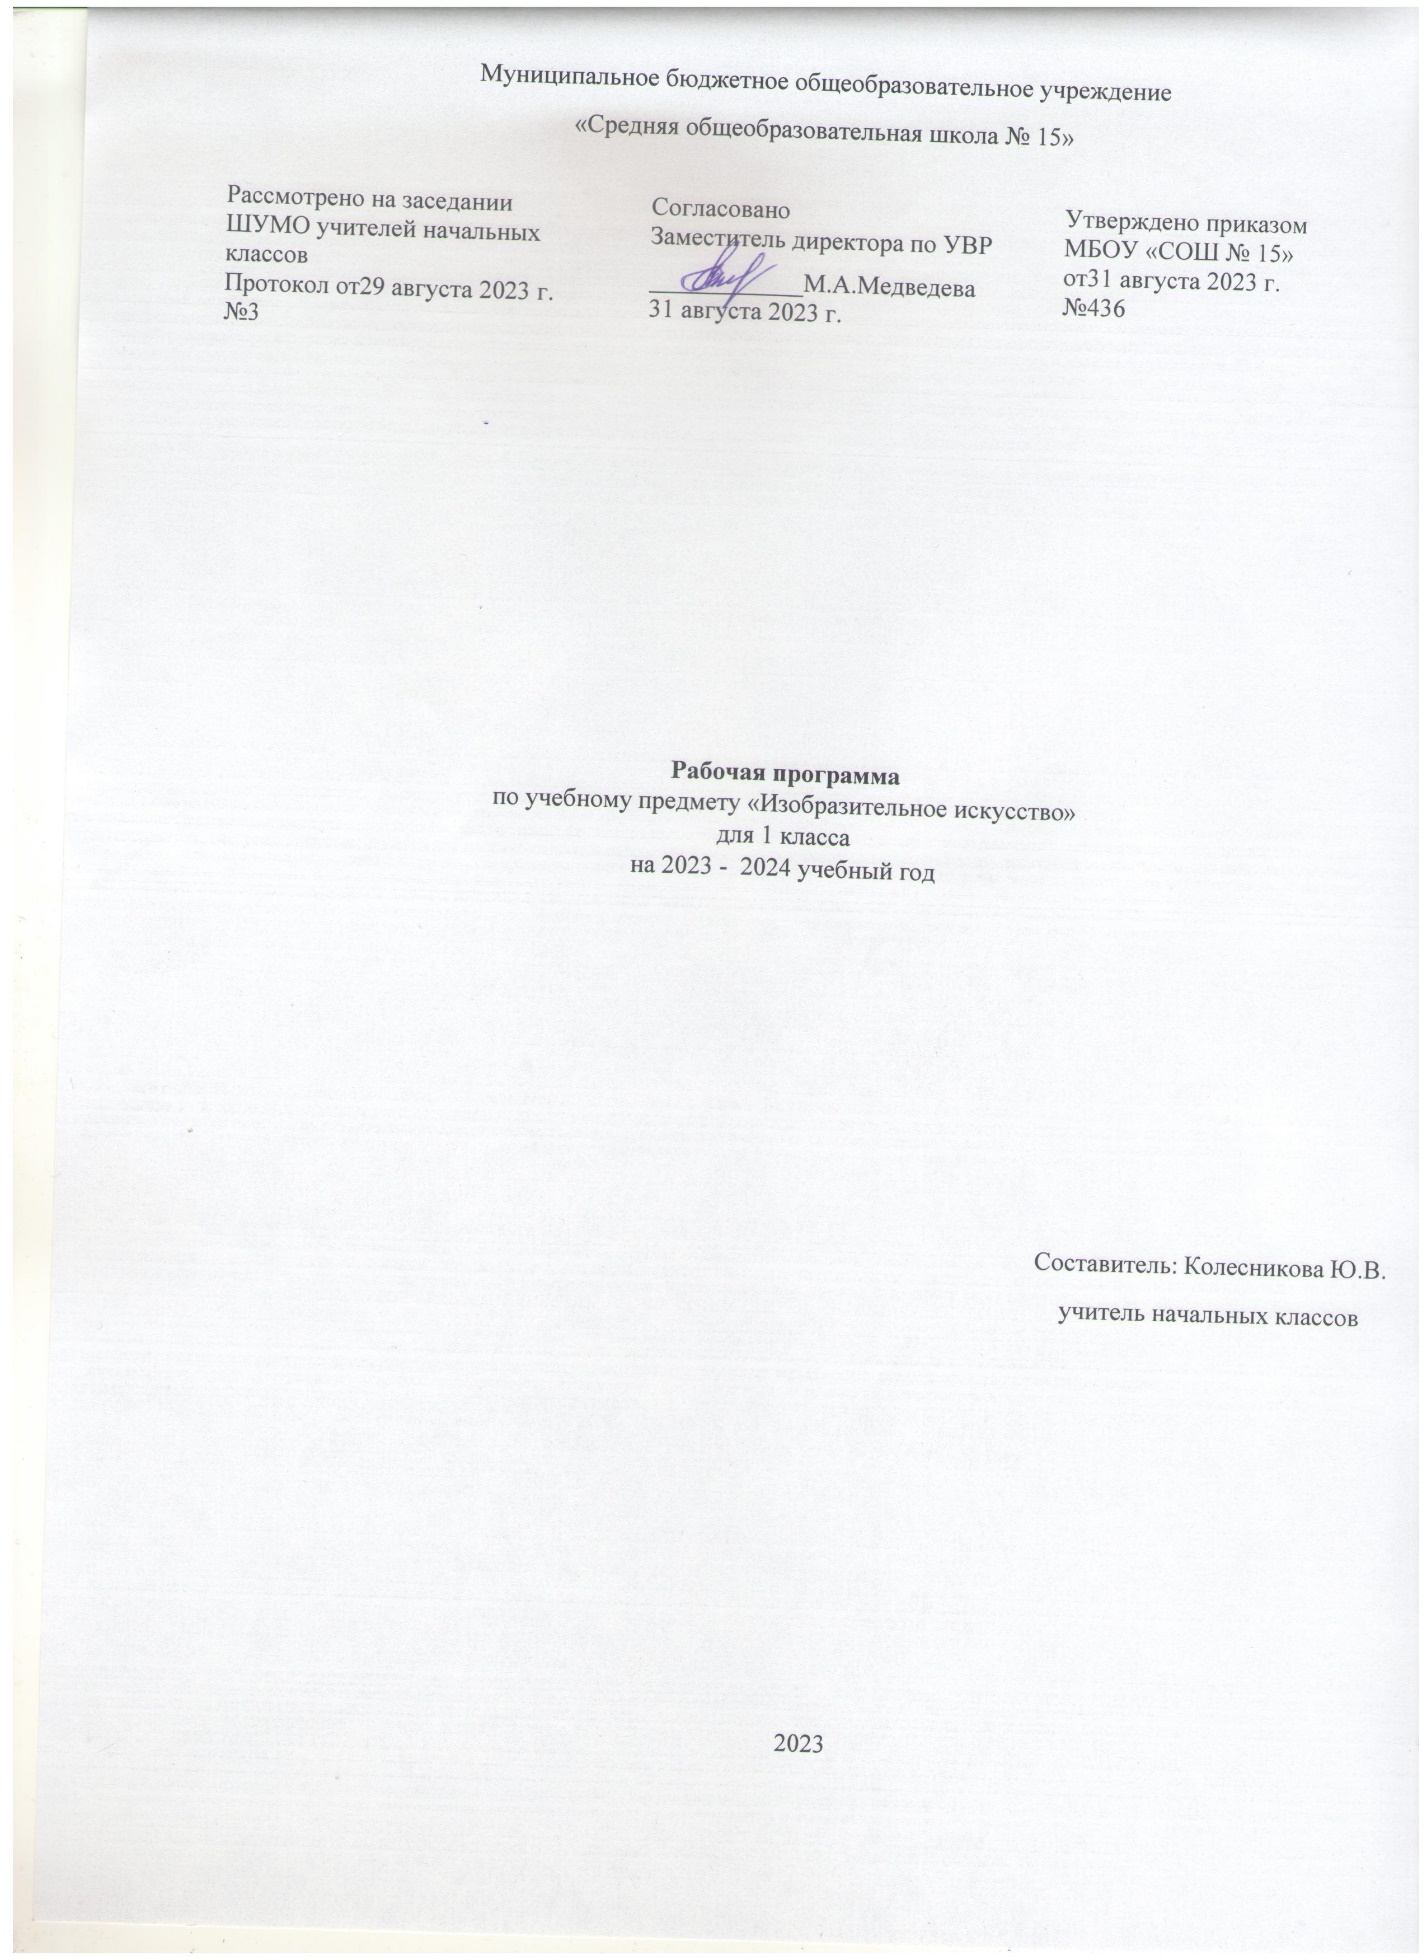 Муниципальное бюджетное общеобразовательное учреждение
«Средняя общеобразовательная школа № 15»
Рассмотрено на заседании
ШУМО учителей начальных
классов
Протокол от29 августа 2023 г.
№3
Согласовано
Заместитель директора по УВР
____________М.А.Медведева
31 августа 2023 г.
Утверждено приказом
МБОУ «СОШ № 15»
от31 августа 2023 г.
№436
Рабочая программа
по учебному предмету «Изобразительное искусство»
для 1 класса
на 2023 - 2024 учебный год
Составитель: Колесникова Ю.В.
учитель начальных классов
2023